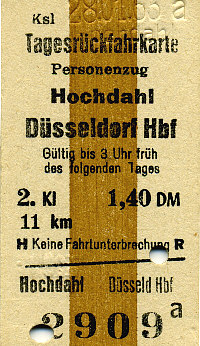 Ksl
Tagesrückfahrkarte
Personenzug
Hochdahl
Düsseldorf Hbf
Gültig bis 3 Uhr früh
des folgenden Tages
2. Kl 1,40 DM
11 km
H Keine Fahrtunterbrechung R
Hochdahl Düsseld Hbf
a
2909